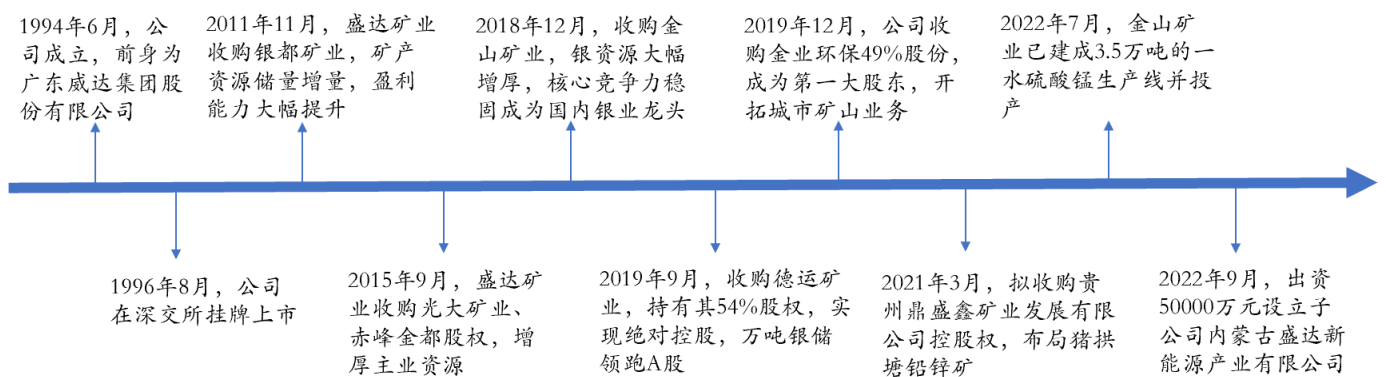 1994年6月，公
司成立，前身为
广东威达集团股
份有限公司
2011年11月，盛达矿业
收购银都矿业，矿产
资源储量增量，盈利
能力大幅提升
2018年12月，收购金
山矿业，银资源大幅
增厚，核心竞争力稳
固成为国内银业龙头
2019年12月，公司收
购金业环保49%股份，
成为第一大股东，开
拓城市矿山业务
2022年7月，金山矿
业已建成3.5万吨的一
水硫酸锰生产线并投
产
1996年8月，公司
在深交所挂牌上市
2015年9月，盛达矿
业收购光大矿业、
赤峰金都股权，增
厚主业资源
2019年9月，收购德运矿
业，持有其54%股权，实
现绝对控股，万吨银储
领跑A股
2021年3月，拟收购贵
州鼎盛鑫矿业发展有限
公司控股权，布局猪拱
塘铅锌矿
2022年9月，出资
50000万元设立子
公司内蒙古盛达新
能源产业有限公司